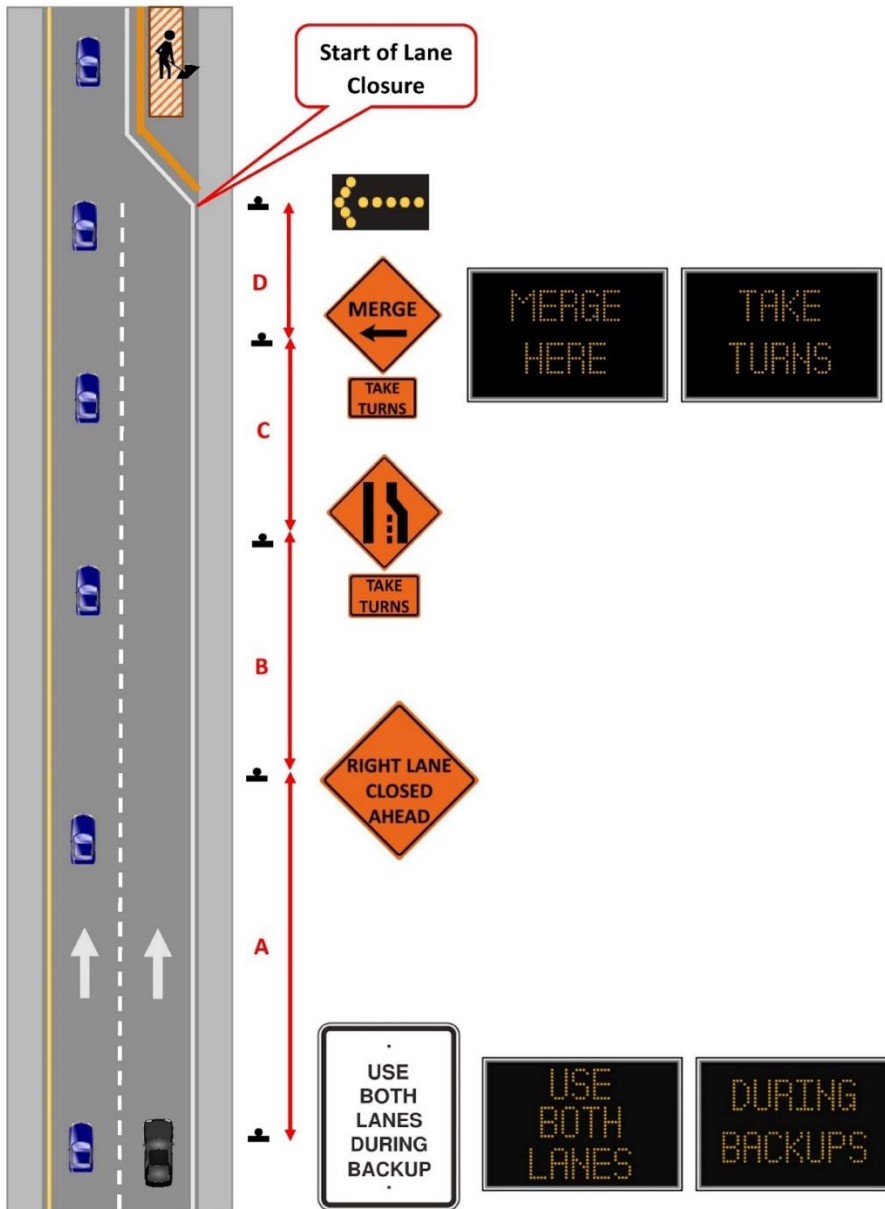 Start of Lane
Closure
D
MERGE
TAKE
TURNS
MERGE
HERE
TAKE
TURNS
C
TAKE
TURNS
B
RIGHT LANE
CLOSED
AHEAD
A
USE
BOTH
LANES
DURING
BACKUP
USE
BOTH
LANES
DURING
BACKUPS